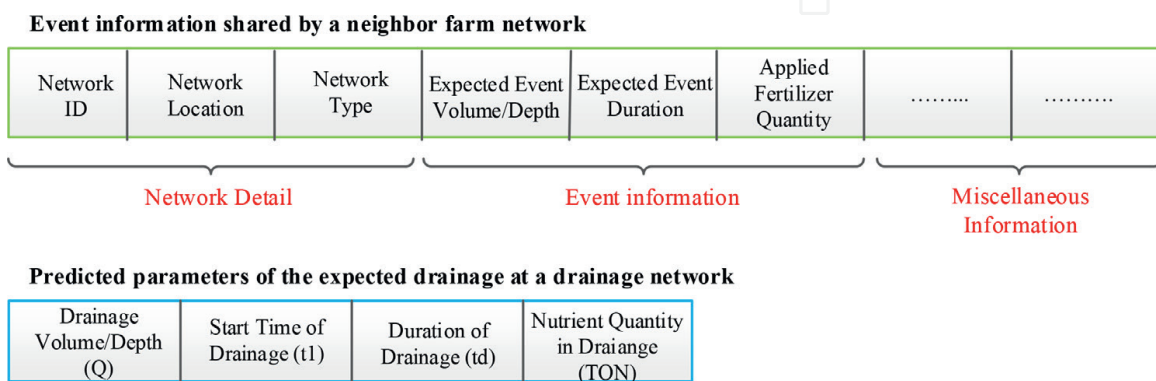 Event information shared by a neighbor farm network
Network
ID
Network
Location
Network
Type
Expected Event
Volume/Depth
Expected Event
Duration
Applied
Fertilizer
Quantity
……...
……….
Network Detail
Event information
Miscellaneous
Information
Predicted parameters of the expected drainage at a drainage network
Drainage
Volume/Depth
(Q)
Start Time of
Drainage (t1)
Duration of
Drainage (td)
Nutrient Quantity
in Draiange
(TON)